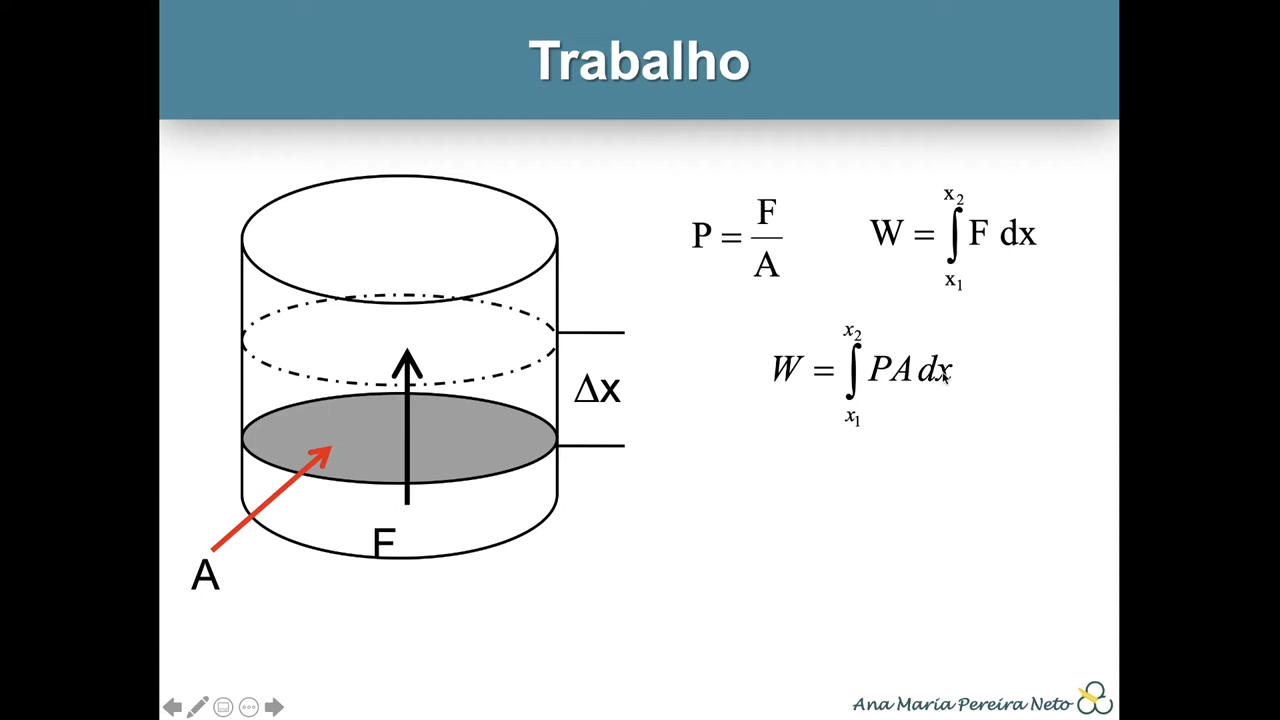 Trabalho
P = F/A
W = ∫_{x₁}^{x₂} F dx
W = ∫_{x₁}^{x₂} PA dx
Δx
F
A
Ana Maria Pereira Neto